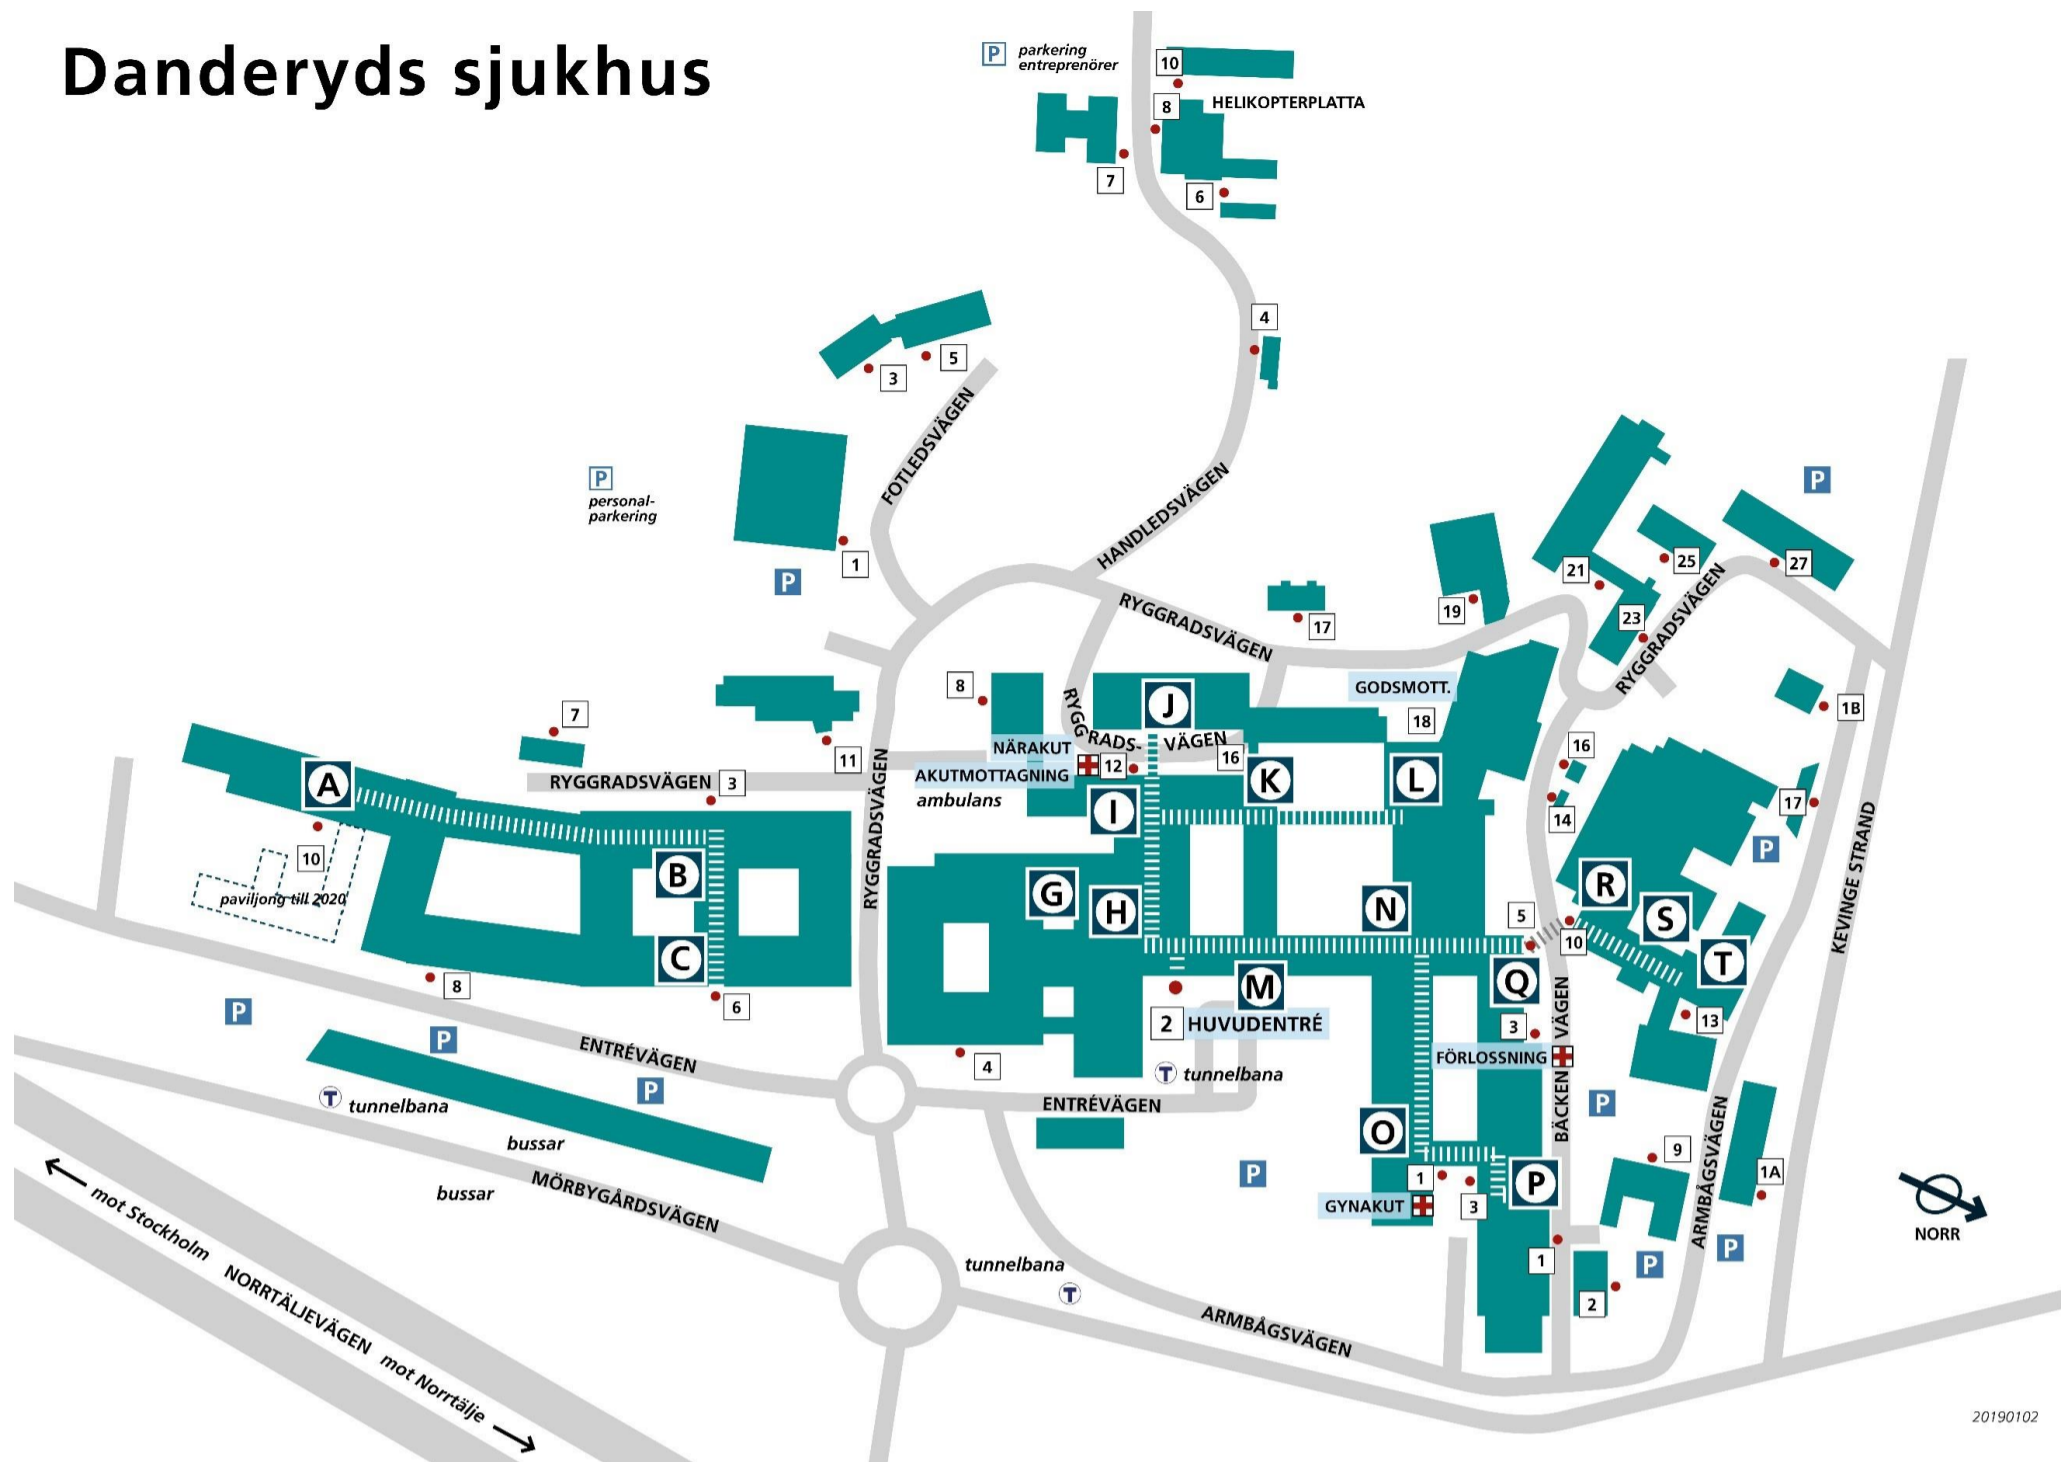 Danderyds sjukhus
P parkering
entreprenörer
10
8 HELIKOPTERPLATTA
7
6
4
5
3
P
personal-
parkering
1
P
FOTLEDSVÄGEN
HANDLEDSVÄGEN
RYGGRADSVÄGEN
17
19
21
25
27
23
P
RYGGRADSVÄGEN
1B
KEVINGE STRAND
7
11
8
RYGGRADSVÄGEN 3
RYGGRADSVÄGEN
J
RYGGRADS-
VÄGEN
16
NÄRAKUT
AKUTMOTTAGNING 12
ambulans
GODSMOTT.
18
16
14
17
P
A
B
C
G
H
I
K
L
N
M
Q
R
S
T
10
paviljong till 2020
8
6
4
2 HUVUDENTRÉ
T tunnelbana
5
10
3
FÖRLOSSNING
BÄCKEN VÄGEN
13
P
P
P
P
ENTRÉVÄGEN
ENTRÉVÄGEN
T tunnelbana
bussar
bussar
MÖRBYGÅRDSVÄGEN
O
P
1
3
GYNAKUT
P
1
2
9
1A
P
P
ARMBÅGSVÄGEN
ARMBÅGSVÄGEN
tunnelbana
T
mot Stockholm
NORRTÄLJEVÄGEN
mot Norrtälje
NORR
20190102